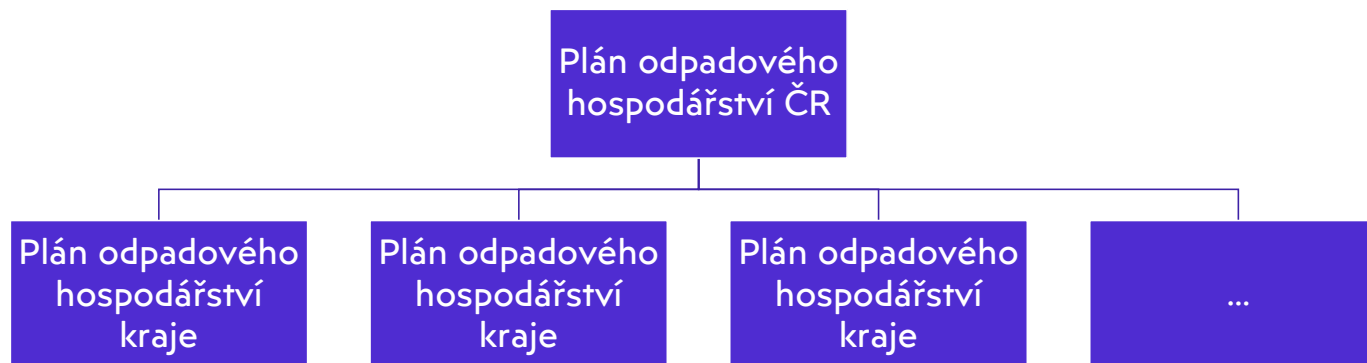 Plán odpadového
hospodářství ČR
Plán odpadového
hospodářství
kraje
Plán odpadového
hospodářství
kraje
Plán odpadového
hospodářství
kraje
...